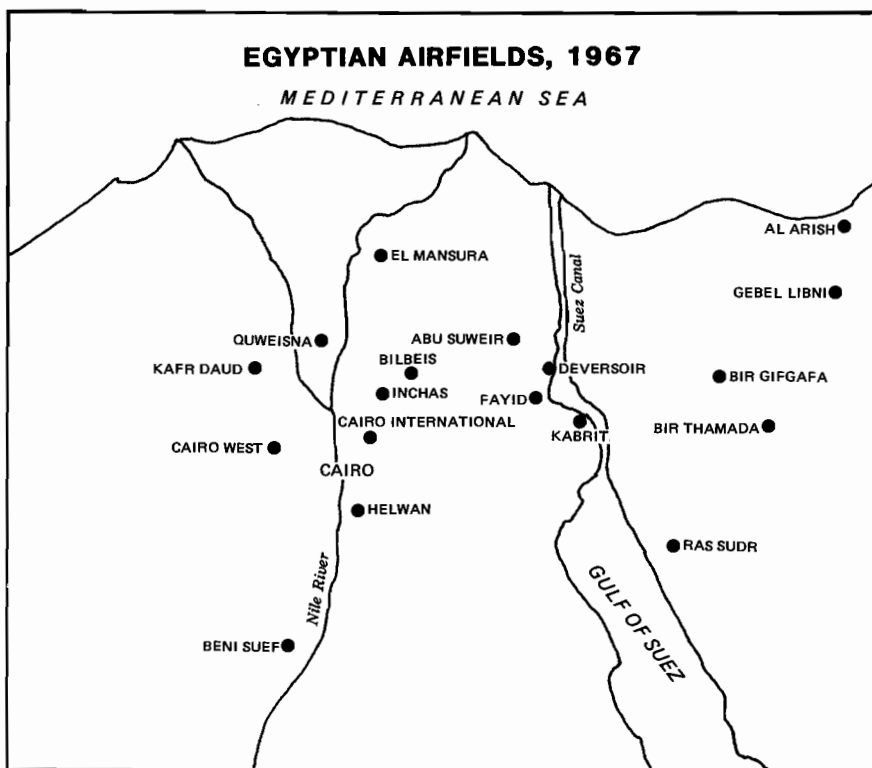 EGYPTIAN AIRFIELDS, 1967
MEDITERRANEAN SEA
AL ARISH
EL MANSURA
Suez Canal
GEBEL LIBNI
QUWEISNA
ABU SUWEIR
BILBEIS
KAFR DAUD
DEVERSOIR
BIR GIFGAFA
INCHAS
FAYID
CAIRO INTERNATIONAL
KABRIT
BIR THAMADA
CAIRO WEST
CAIRO
HELWAN
RAS SUDR
Nile River
GULF OF SUEZ
BENI SUEF